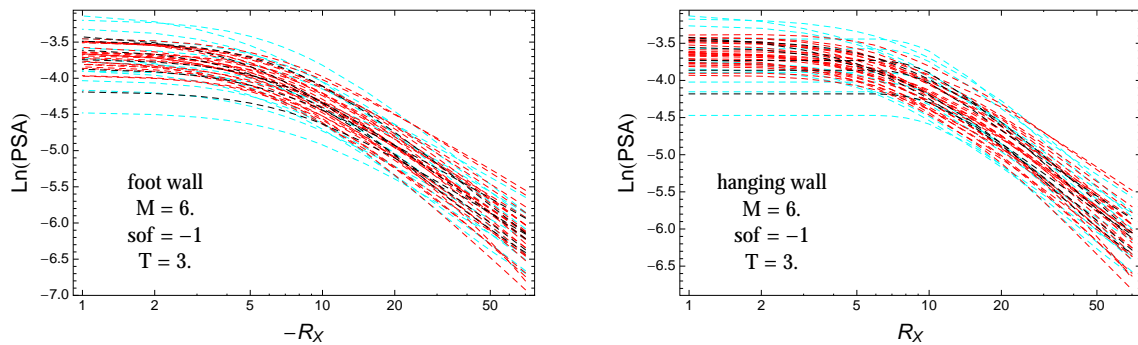 Ln(PSA)
−3.5
−4.0
−4.5
−5.0
−5.5
−6.0
−6.5
−7.0
foot wall
M = 6.
sof = −1
T = 3.
1 2 5 10 20 50
−R_X
Ln(PSA)
−3.5
−4.0
−4.5
−5.0
−5.5
−6.0
−6.5
hanging wall
M = 6.
sof = −1
T = 3.
1 2 5 10 20 50
R_X